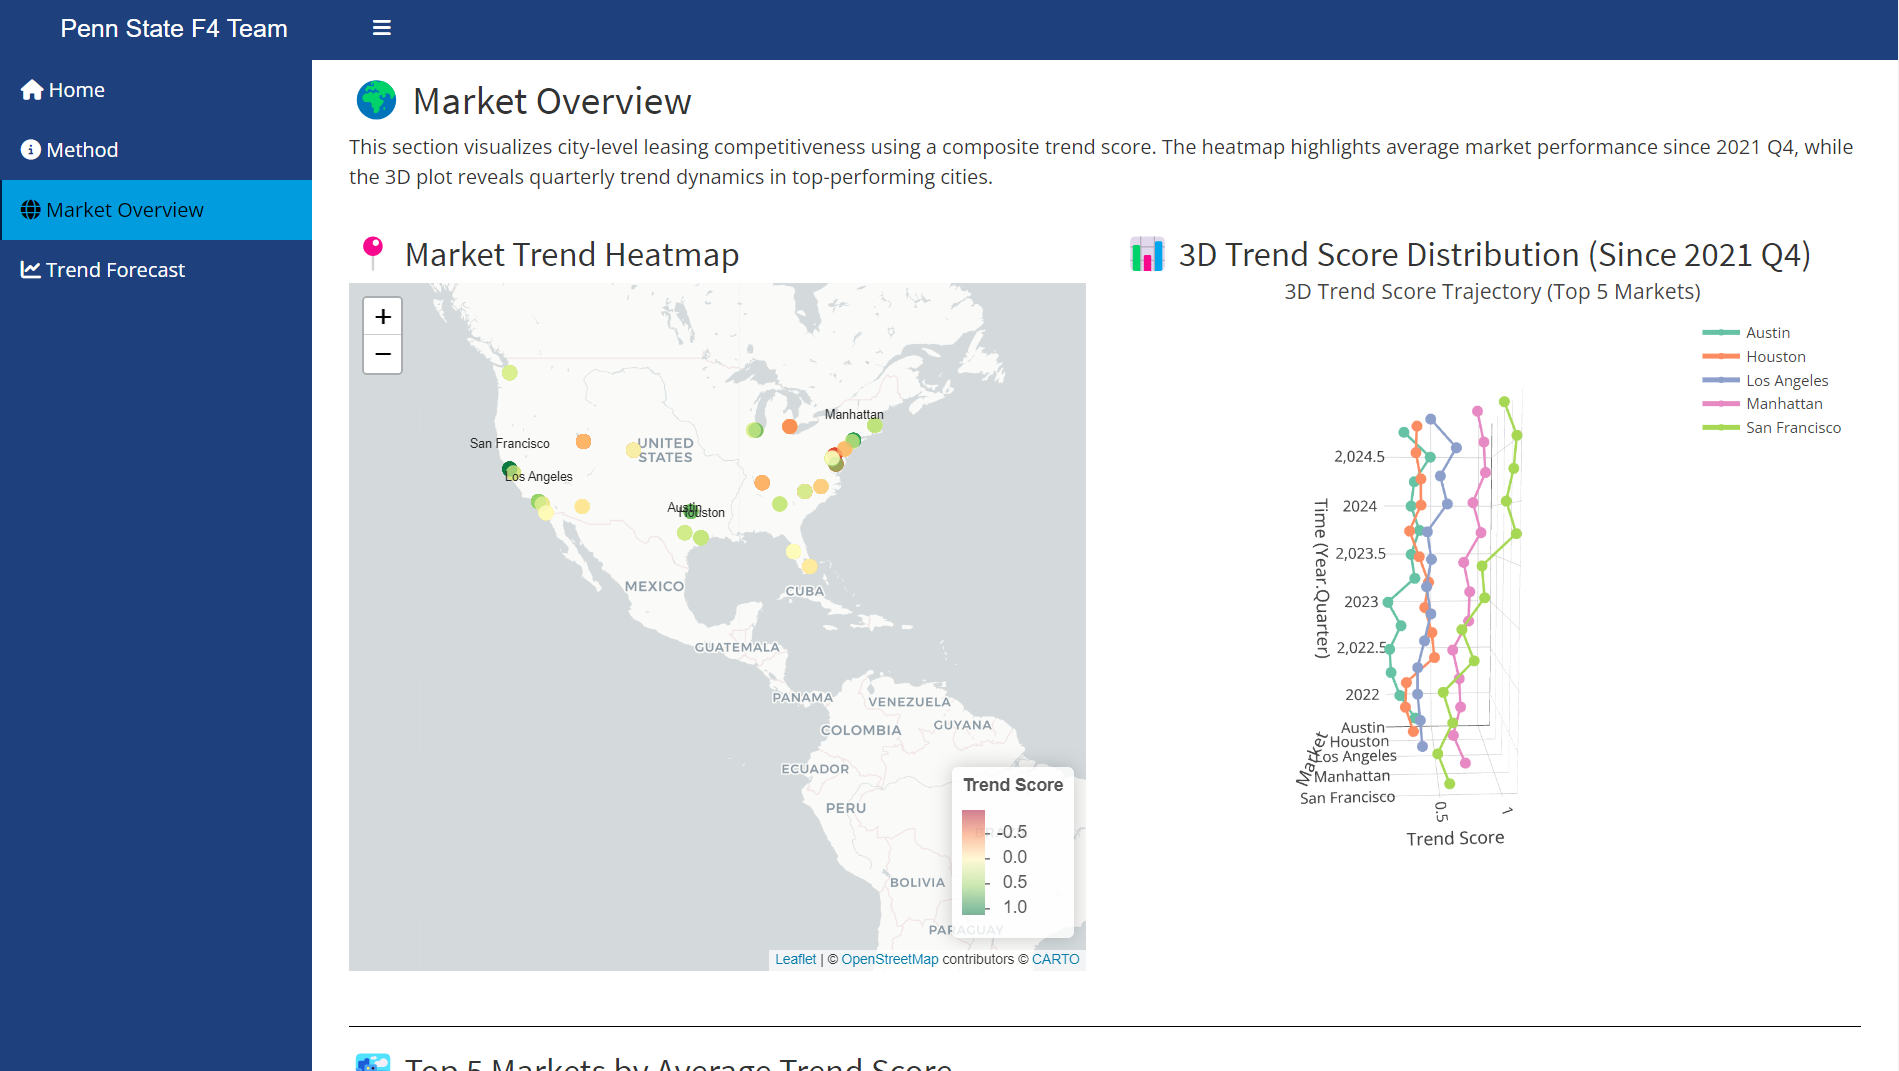 Penn State F4 Team
Home
Method
Market Overview
Trend Forecast
Market Overview
This section visualizes city-level leasing competitiveness using a composite trend score. The heatmap highlights average market performance since 2021 Q4, while
the 3D plot reveals quarterly trend dynamics in top-performing cities.
Market Trend Heatmap
+
−
Manhattan
San Francisco
UNITED
STATES
Los Angeles
Austin
Houston
MEXICO
CUBA
GUATEMALA
PANAMA
VENEZUELA
GUYANA
COLOMBIA
ECUADOR
PERU
BOLIVIA
PARAGUAY
Trend Score
-0.5
0.0
0.5
1.0
Leaflet | © OpenStreetMap contributors © CARTO
3D Trend Score Distribution (Since 2021 Q4)
3D Trend Score Trajectory (Top 5 Markets)
Austin
Houston
Los Angeles
Manhattan
San Francisco
2,024.5
2024
2,023.5
2023
2,022.5
2022
Time (Year.Quarter)
Austin
Houston
Los Angeles
Manhattan
San Francisco
Market
0.5
1
Trend Score
Top 5 Markets by Average Trend Score